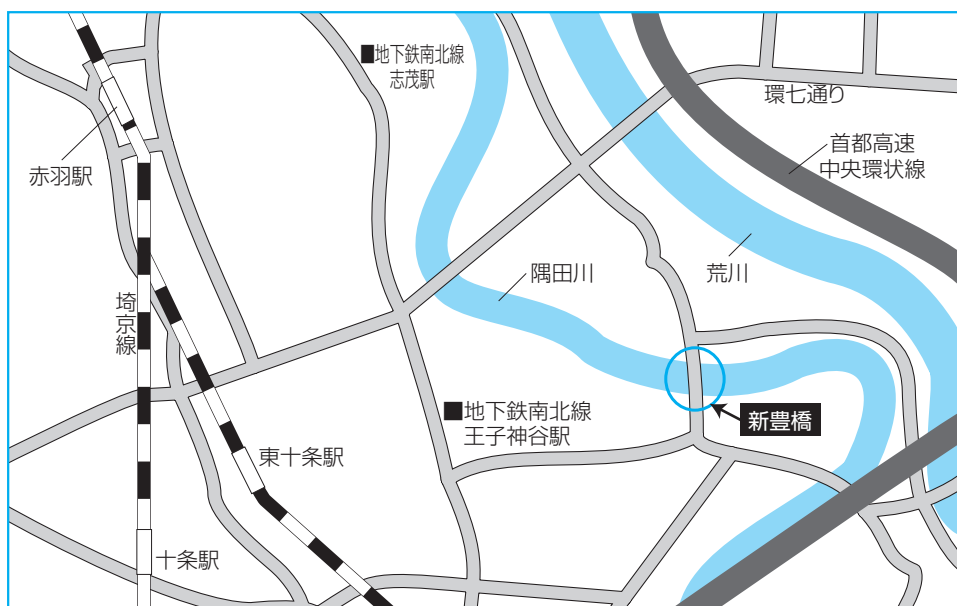 ■地下鉄南北線
志茂駅
環七通り
首都高速
中央環状線
赤羽駅
隅田川
荒川
埼京線
■地下鉄南北線
王子神谷駅
新豊橋
東十条駅
十条駅